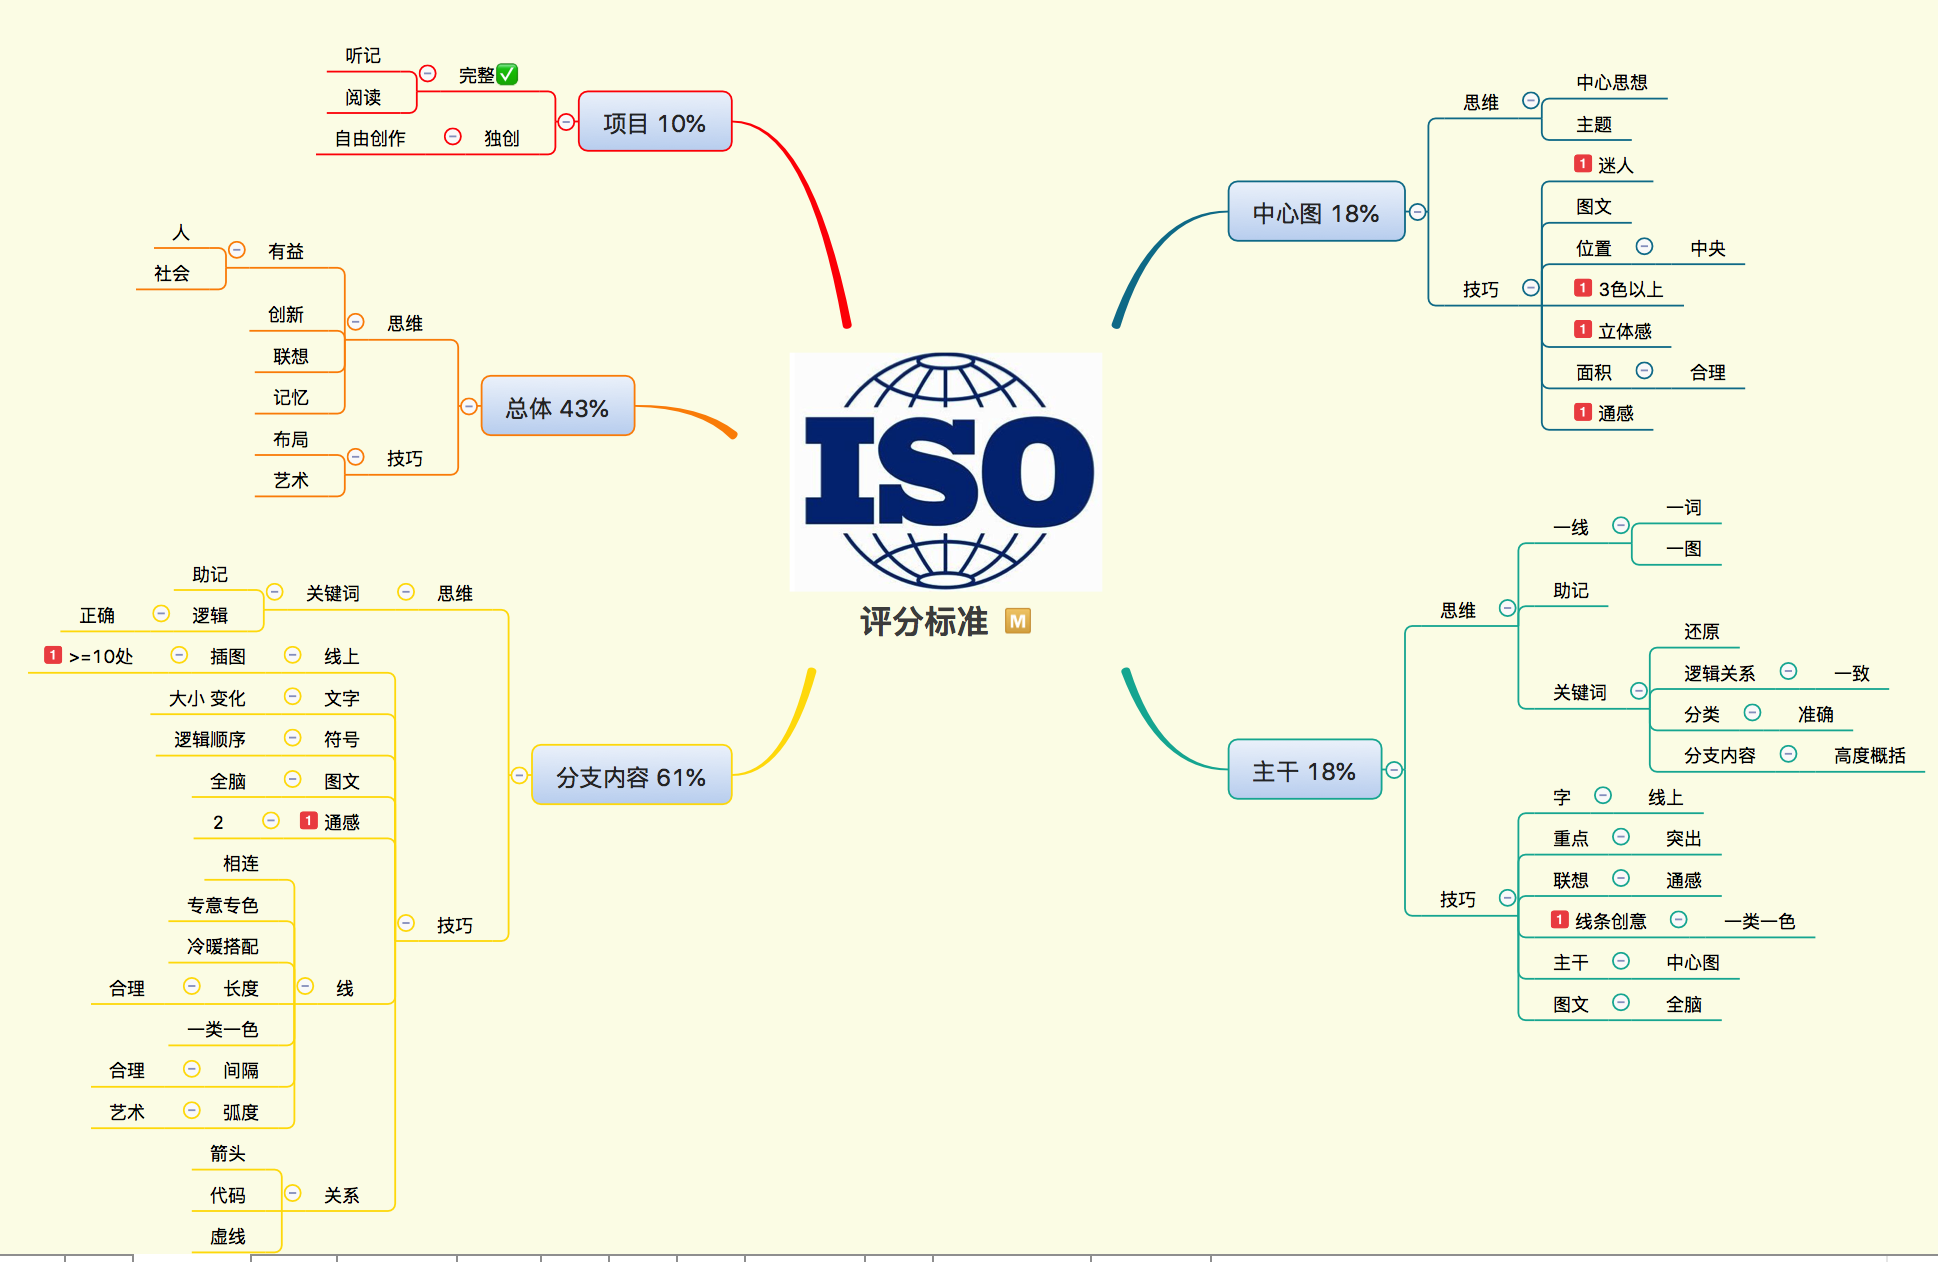 ISO
评分标准 M
中心图 18%
思维
中心思想
主题
技巧
1 迷人
图文
位置 中央
1 3色以上
1 立体感
面积 合理
1 通感
主干 18%
思维
一线
一词
一图
助记
关键词
还原
逻辑关系 一致
分类 准确
分支内容 高度概括
技巧
字 线上
重点 突出
联想 通感
1 线条创意 一类一色
主干 中心图
图文 全脑
项目 10%
完整
听记
阅读
独创 自由创作
总体 43%
思维
有益
人
社会
创新
联想
记忆
技巧
布局
艺术
分支内容 61%
思维
关键词
助记
逻辑 正确
技巧
线上 插图 1 >=10处
文字 大小 变化
符号 逻辑顺序
图文 全脑
1 通感 2
线
相连
专意专色
冷暖搭配
长度 合理
一类一色
间隔 合理
弧度 艺术
关系
箭头
代码
虚线